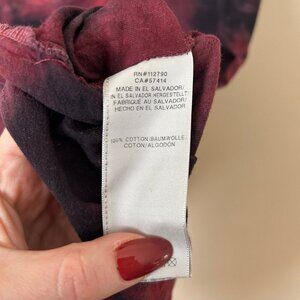 RN#112790
CA#57414
MADE IN EL SALVADOR/
IN EL SALVADOR HERGESTELLT
FABRIQUÉ AU SALVADOR/
HECHO EN EL SALVADOR
100% COTTON/BAUMWOLLE/
COTON/ALGODÓN